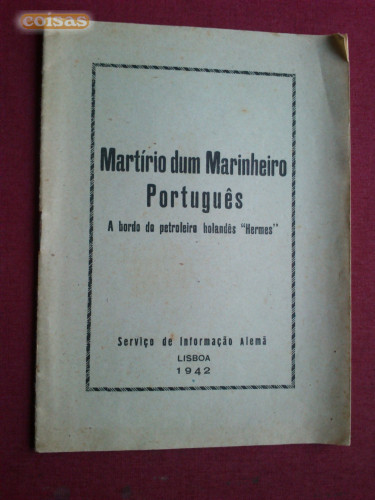 coisas
Martírio dum Marinheiro
Português
A bordo do petroleiro holandês "Hermes"
Serviço de Informação Alemã
LISBOA
1942